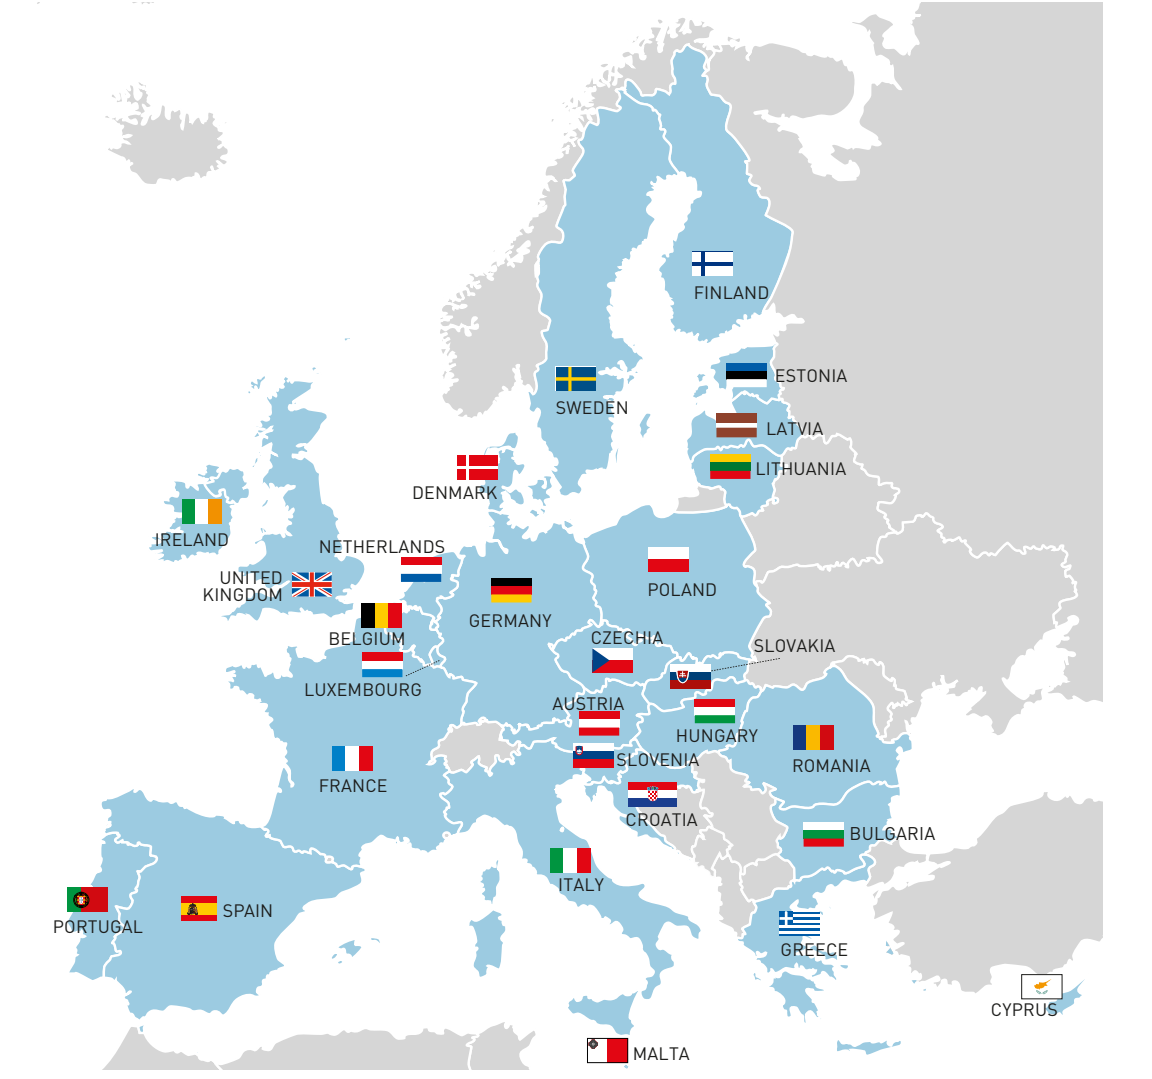 FINLAND
ESTONIA
SWEDEN
LATVIA
LITHUANIA
DENMARK
IRELAND
NETHERLANDS
UNITED
KINGDOM
POLAND
GERMANY
BELGIUM
CZECHIA
SLOVAKIA
LUXEMBOURG
AUSTRIA
HUNGARY
SLOVENIA
ROMANIA
FRANCE
CROATIA
BULGARIA
ITALY
SPAIN
PORTUGAL
GREECE
CYPRUS
MALTA